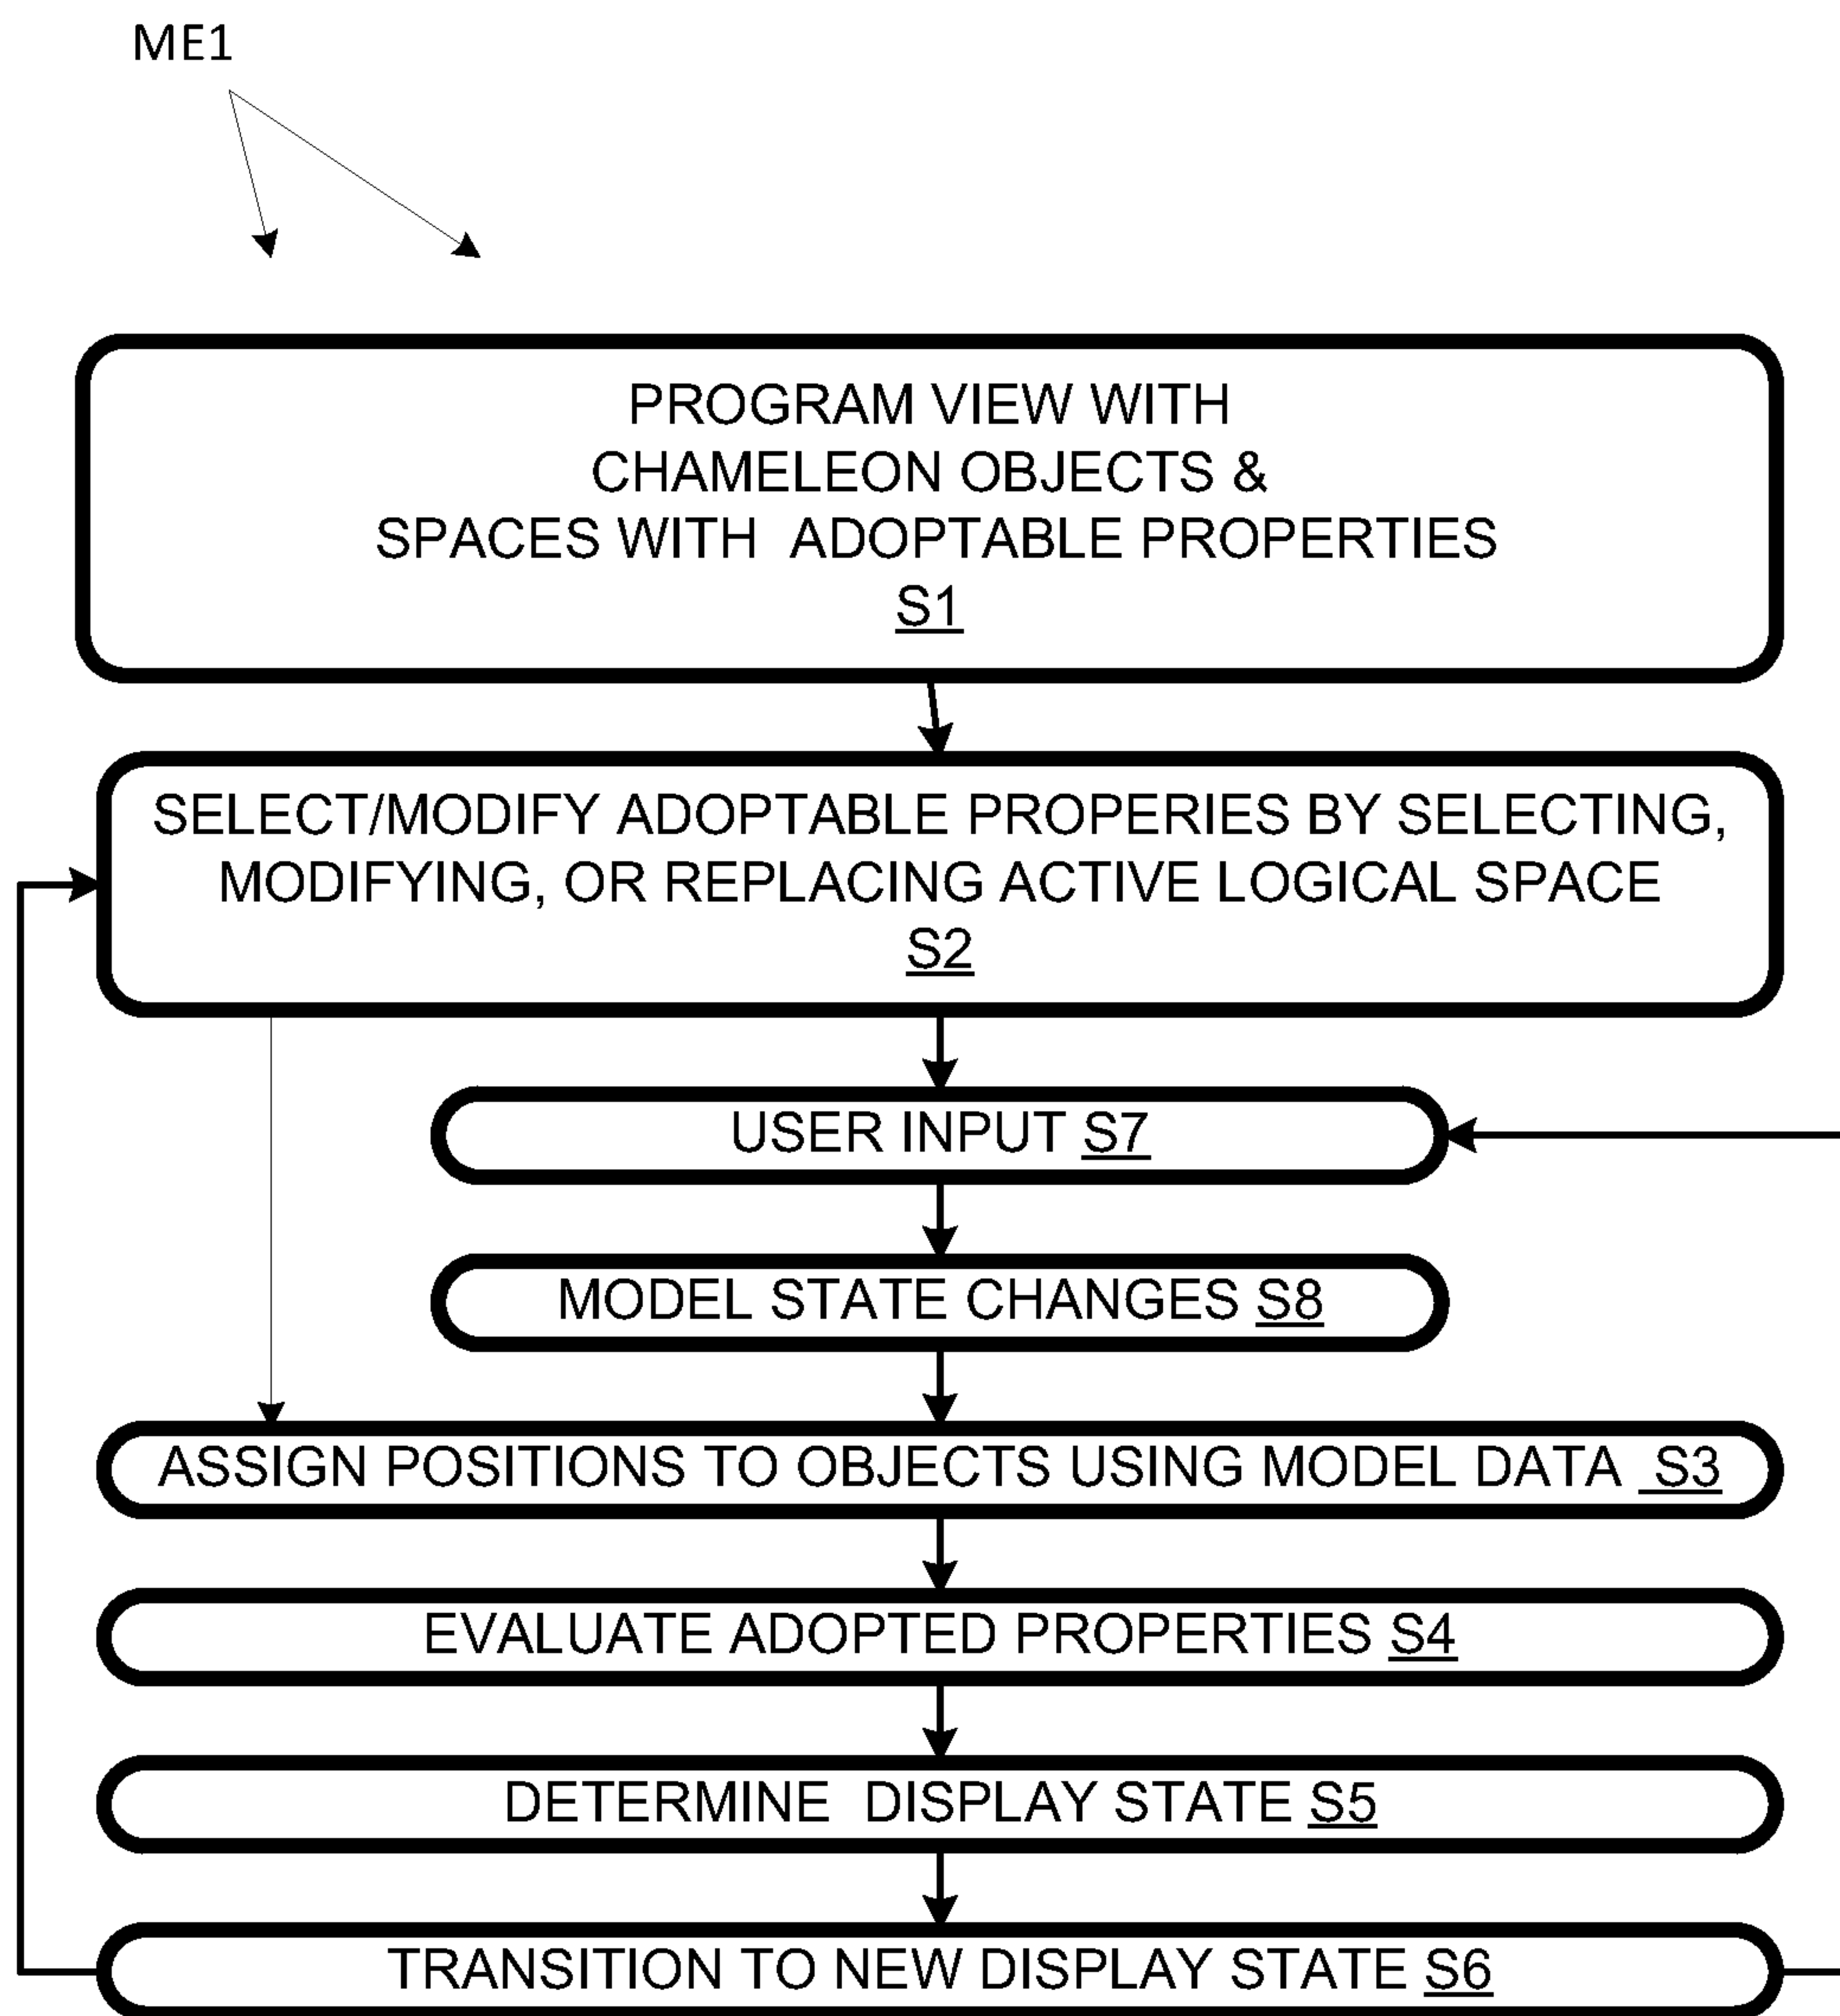 ME1
PROGRAM VIEW WITH
CHAMELEON OBJECTS &
SPACES WITH ADOPTABLE PROPERTIES
S1
SELECT/MODIFY ADOPTABLE PROPERIES BY SELECTING,
MODIFYING, OR REPLACING ACTIVE LOGICAL SPACE
S2
USER INPUT S7
MODEL STATE CHANGES S8
ASSIGN POSITIONS TO OBJECTS USING MODEL DATA S3
EVALUATE ADOPTED PROPERTIES S4
DETERMINE DISPLAY STATE S5
TRANSITION TO NEW DISPLAY STATE S6